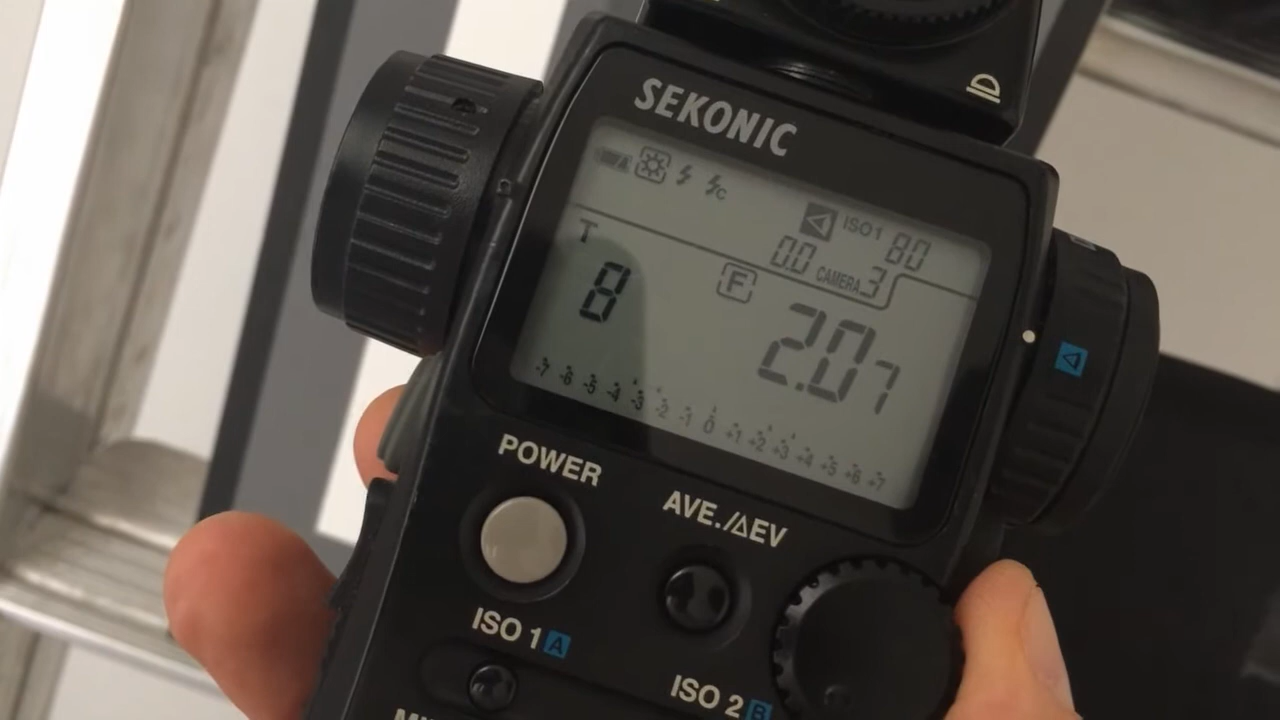 ID
SEKONIC
C
ISO1 80
0.0 CAMERA 3
T
8 F 2.0 7
-7 -6 -5 -4 -3 -2 -1 0 +1 +2 +3 +4 +5 +6 +7
POWER
AVE./ΔEV
ISO 1 A
ISO 2 B